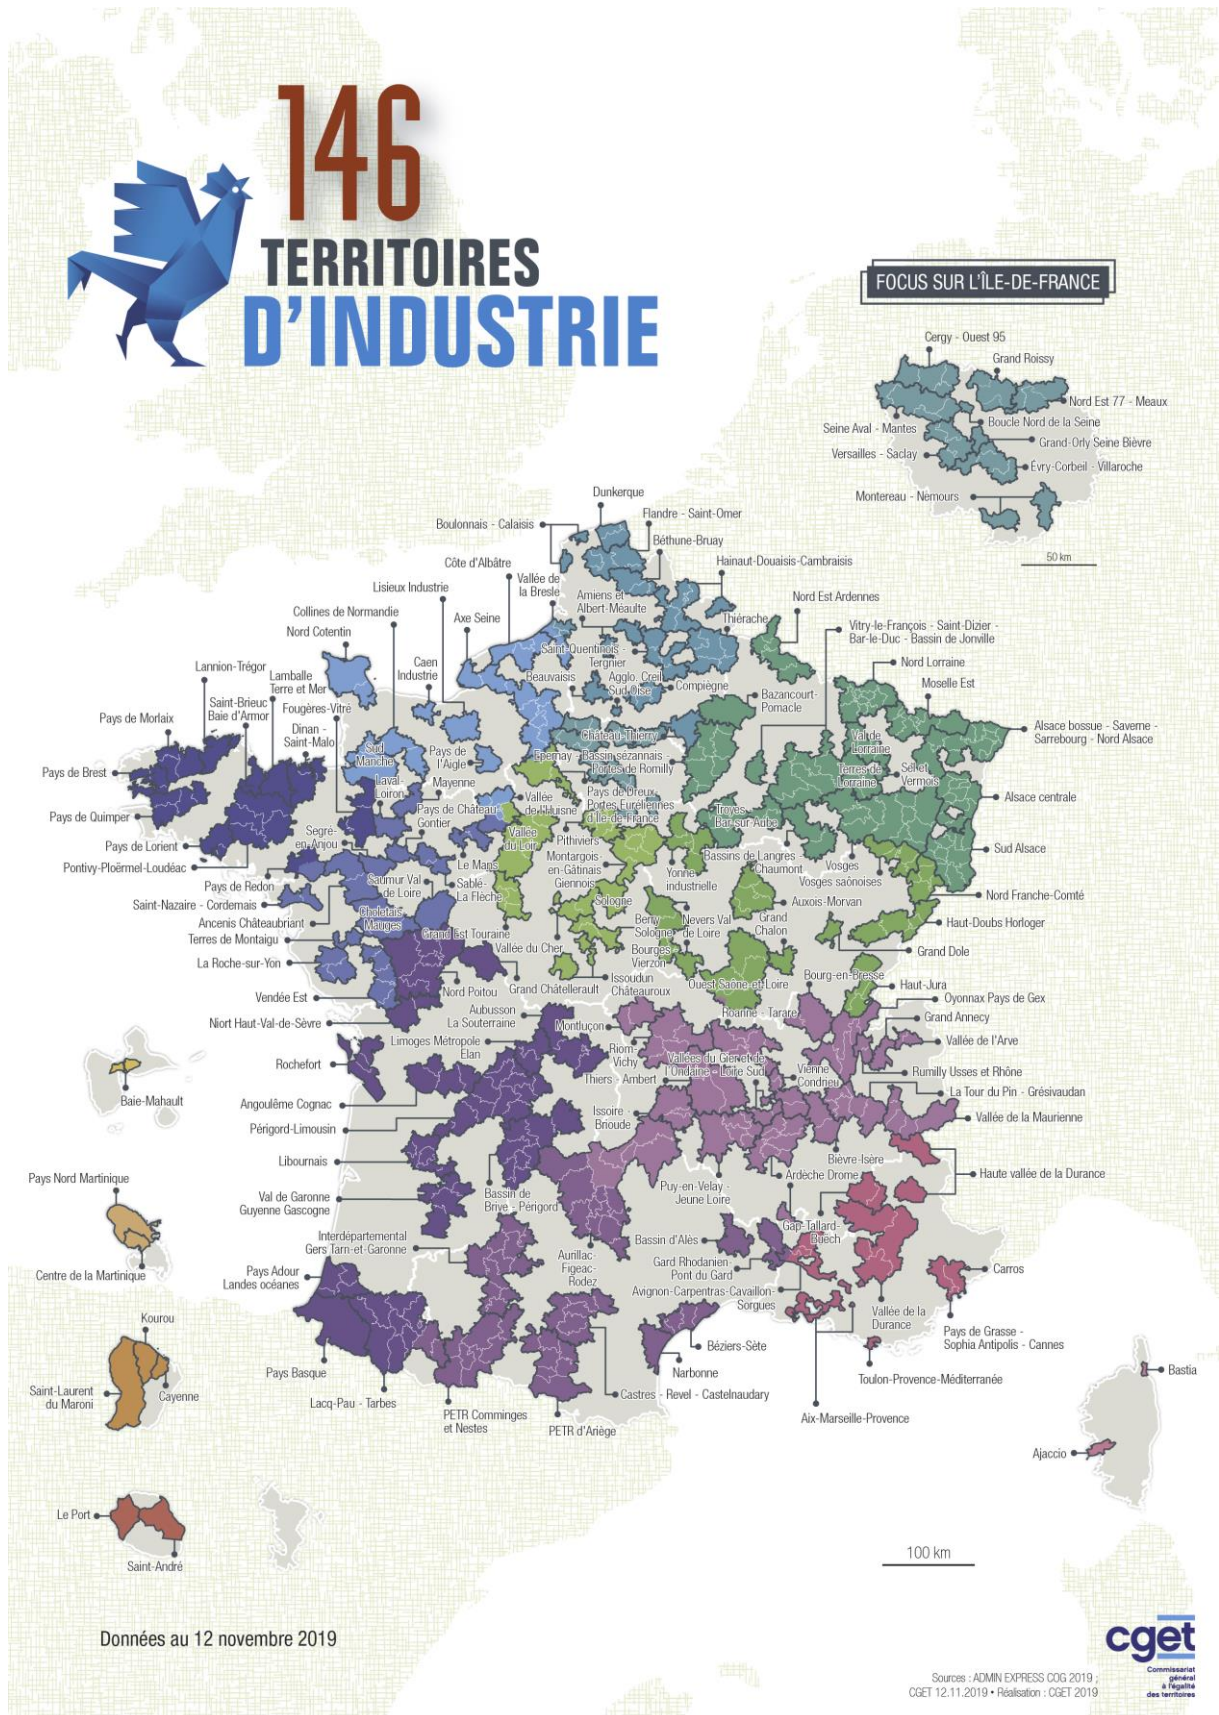 146
TERRITOIRES
D'INDUSTRIE
FOCUS SUR L'ÎLE-DE-FRANCE
Cergy - Ouest 95
Grand Roissy
Nord Est 77 - Meaux
Boucle Nord de la Seine
Seine Aval - Mantes
Grand-Orly Seine Bièvre
Versailles - Saclay
Évry-Corbeil - Villaroche
Montereau - Nemours
50 km
Dunkerque
Flandre - Saint-Omer
Boulonnais - Calaisis
Béthune-Bruay
Hainaut-Douaisis-Cambraisis
Côte d'Albâtre
Vallée de
la Bresle
Lisieux Industrie
Amiens et
Albert-Méaulte
Nord Est Ardennes
Collines de Normandie
Axe Seine
Thiérache
Vitry-le-François - Saint-Dizier -
Bar-le-Duc - Bassin de Jonville
Nord Cotentin
Saint-Quentinois -
Tergnier
Nord Lorraine
Lannion-Trégor
Caen
Industrie
Beauvaisis
Agglo. Creil
Sud Oise
Compiègne
Moselle Est
Lamballe
Terre et Mer
Bazancourt-
Pomacle
Saint-Brieuc
Baie d'Armor
Fougères-Vitré
Pays de Morlaix
Dinan -
Saint-Malo
Alsace bossue - Saverne -
Sarrebourg - Nord Alsace
Château-Thierry
Val de
Lorraine
Sud
Manche
Pays de
l'Aigle
Epernay - Bassin sézannais -
Portes de Romilly
Terres de
Lorraine
Sel et
Vermois
Pays de Brest
Laval-
Loiron
Mayenne
Pays de Dreux
Portes Euréliennes
d'Île-de-France
Alsace centrale
Vallée
de l'Huisne
Pays de Château
Gontier
Troyes
Bar-sur-Aube
Pays de Quimper
Segré-
en-Anjou
Vallée
du Loir
Pithiviers
Pays de Lorient
Montargois-
en-Gâtinais
Giennois
Bassins de Langres -
Chaumont
Vosges
Sud Alsace
Pontivy-Ploërmel-Loudéac
Le Mans
Yonne
industrielle
Vosges saônoises
Pays de Redon
Saumur Val
de Loire
Sablé-
La Flèche
Nord Franche-Comté
Saint-Nazaire - Cordemais
Sologne
Auxois-Morvan
Ancenis Châteaubriant
Choletais
Mauges
Berry
Sologne
Nevers Val
de Loire
Grand
Chalon
Haut-Doubs Horloger
Terres de Montaigu
Grand Est Touraine
Vallée du Cher
Bourges
Vierzon
Grand Dole
La Roche-sur-Yon
Issoudun
Châteauroux
Ouest Saône-et-Loire
Bourg-en-Bresse
Haut-Jura
Nord Poitou
Grand Châtellerault
Vendée Est
Oyonnax Pays de Gex
Aubusson
La Souterraine
Roanne - Tarare
Grand Annecy
Niort Haut-Val-de-Sèvre
Montluçon
Limoges Métropole
Elan
Vallée de l'Arve
Riom-
Vichy
Vallées du Gier et de
l'Ondaine - Loire Sud
Rochefort
Vienne
Condrieu
Rumilly Usses et Rhône
Thiers - Ambert
La Tour du Pin - Grésivaudan
Baie-Mahault
Angoulême Cognac
Issoire -
Brioude
Vallée de la Maurienne
Périgord-Limousin
Libournais
Bièvre-Isère
Ardèche Drome
Haute vallée de la Durance
Pays Nord Martinique
Val de Garonne
Guyenne Gascogne
Bassin de
Brive - Périgord
Puy-en-Velay -
Jeune Loire
Gap-Tallard-
Buëch
Interdépartemental
Gers Tarn-et-Garonne
Bassin d'Alès
Aurillac-
Figeac-
Rodez
Gard Rhodanien-
Pont du Gard
Centre de la Martinique
Pays Adour
Landes océanes
Carros
Avignon-Carpentras-Cavaillon-
Sorgues
Vallée de la
Durance
Kourou
Pays de Grasse -
Sophia Antipolis - Cannes
Béziers-Sète
Pays Basque
Narbonne
Toulon-Provence-Méditerranée
Bastia
Saint-Laurent
du Maroni
Cayenne
Castres - Revel - Castelnaudary
Lacq-Pau - Tarbes
PETR Comminges
et Nestes
PETR d'Ariège
Aix-Marseille-Provence
Ajaccio
Le Port
Saint-André
100 km
Données au 12 novembre 2019
cget
Commissariat
général
à l'égalité
des territoires
Sources : ADMIN EXPRESS COG 2019 ;
CGET 12.11.2019 • Réalisation : CGET 2019